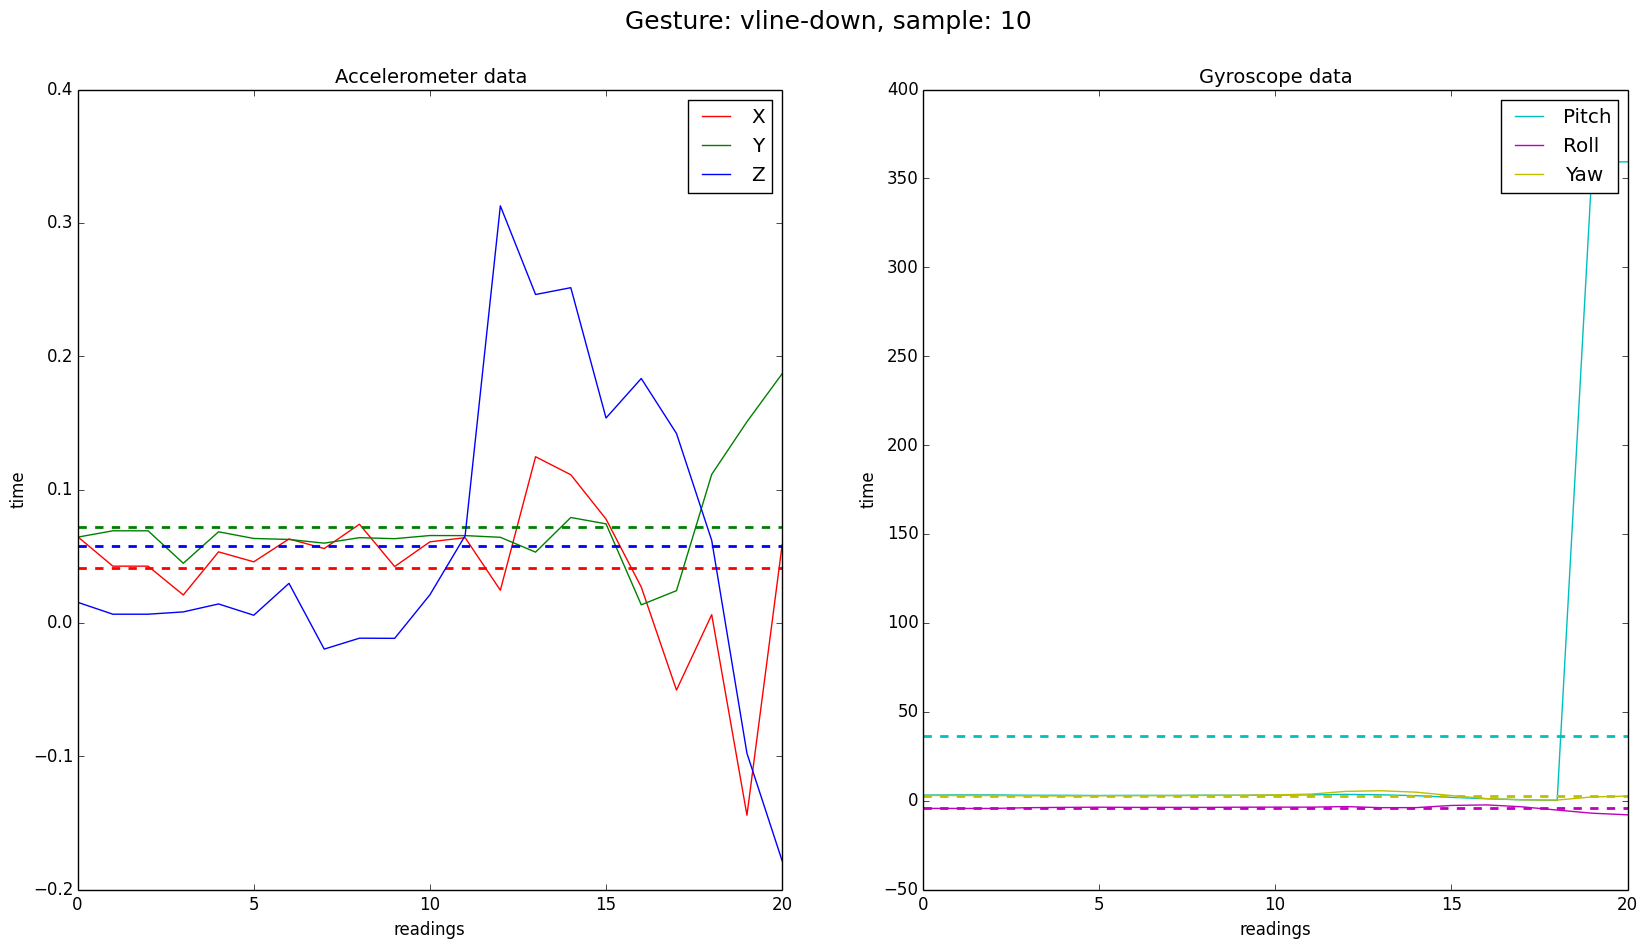 Gesture: vline-down, sample: 10
Accelerometer data
0.4
0.3
0.2
0.1
0.0
−0.1
−0.2
time
0
5
10
15
20
readings
X
Y
Z
Gyroscope data
400
350
300
250
200
150
100
50
0
−50
time
0
5
10
15
20
readings
Pitch
Roll
Yaw